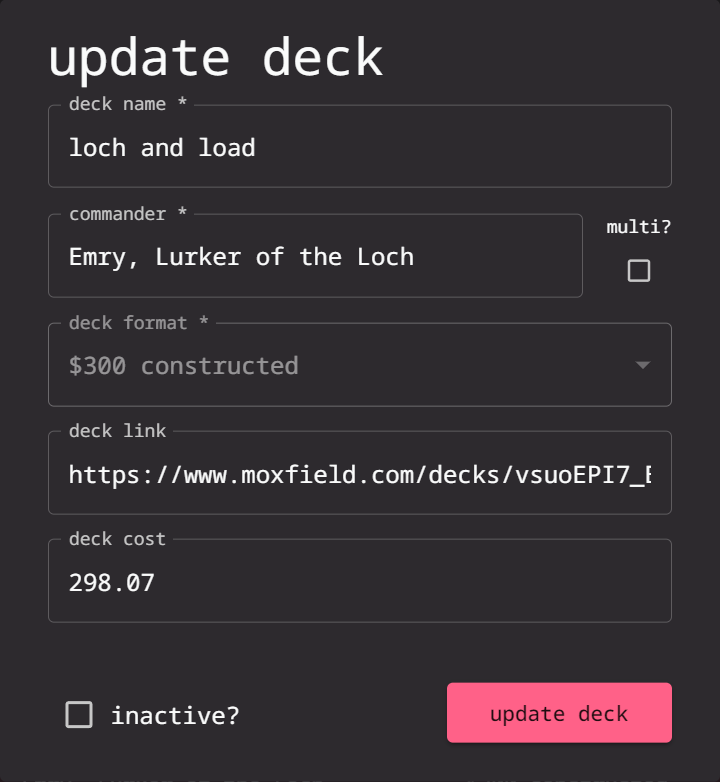 update deck
deck name *
loch and load
commander *
multi?
Emry, Lurker of the Loch
deck format *
$300 constructed
deck link
https://www.moxfield.com/decks/vsuoEPI7_
deck cost
298.07
inactive?
update deck